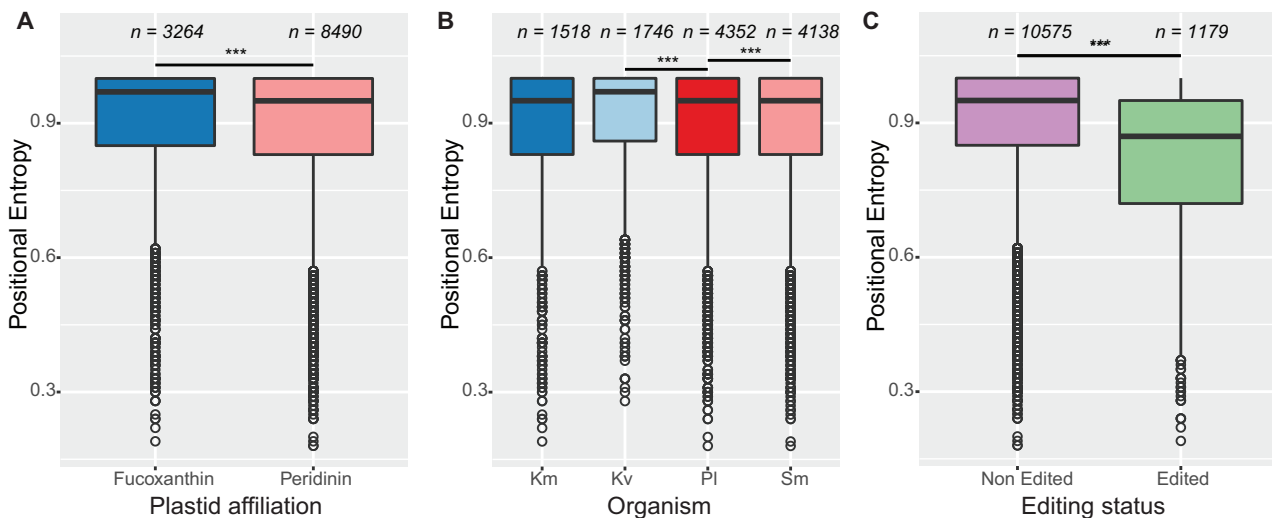 A
n = 3264
n = 8490
***
Positional Entropy
0.9
0.6
0.3
Fucoxanthin
Peridinin
Plastid affiliation
B
n = 1518
n = 1746
n = 4352
n = 4138
***
***
Positional Entropy
0.9
0.6
0.3
Km
Kv
Pl
Sm
Organism
C
n = 10575
n = 1179
***
Positional Entropy
0.9
0.6
0.3
Non Edited
Edited
Editing status